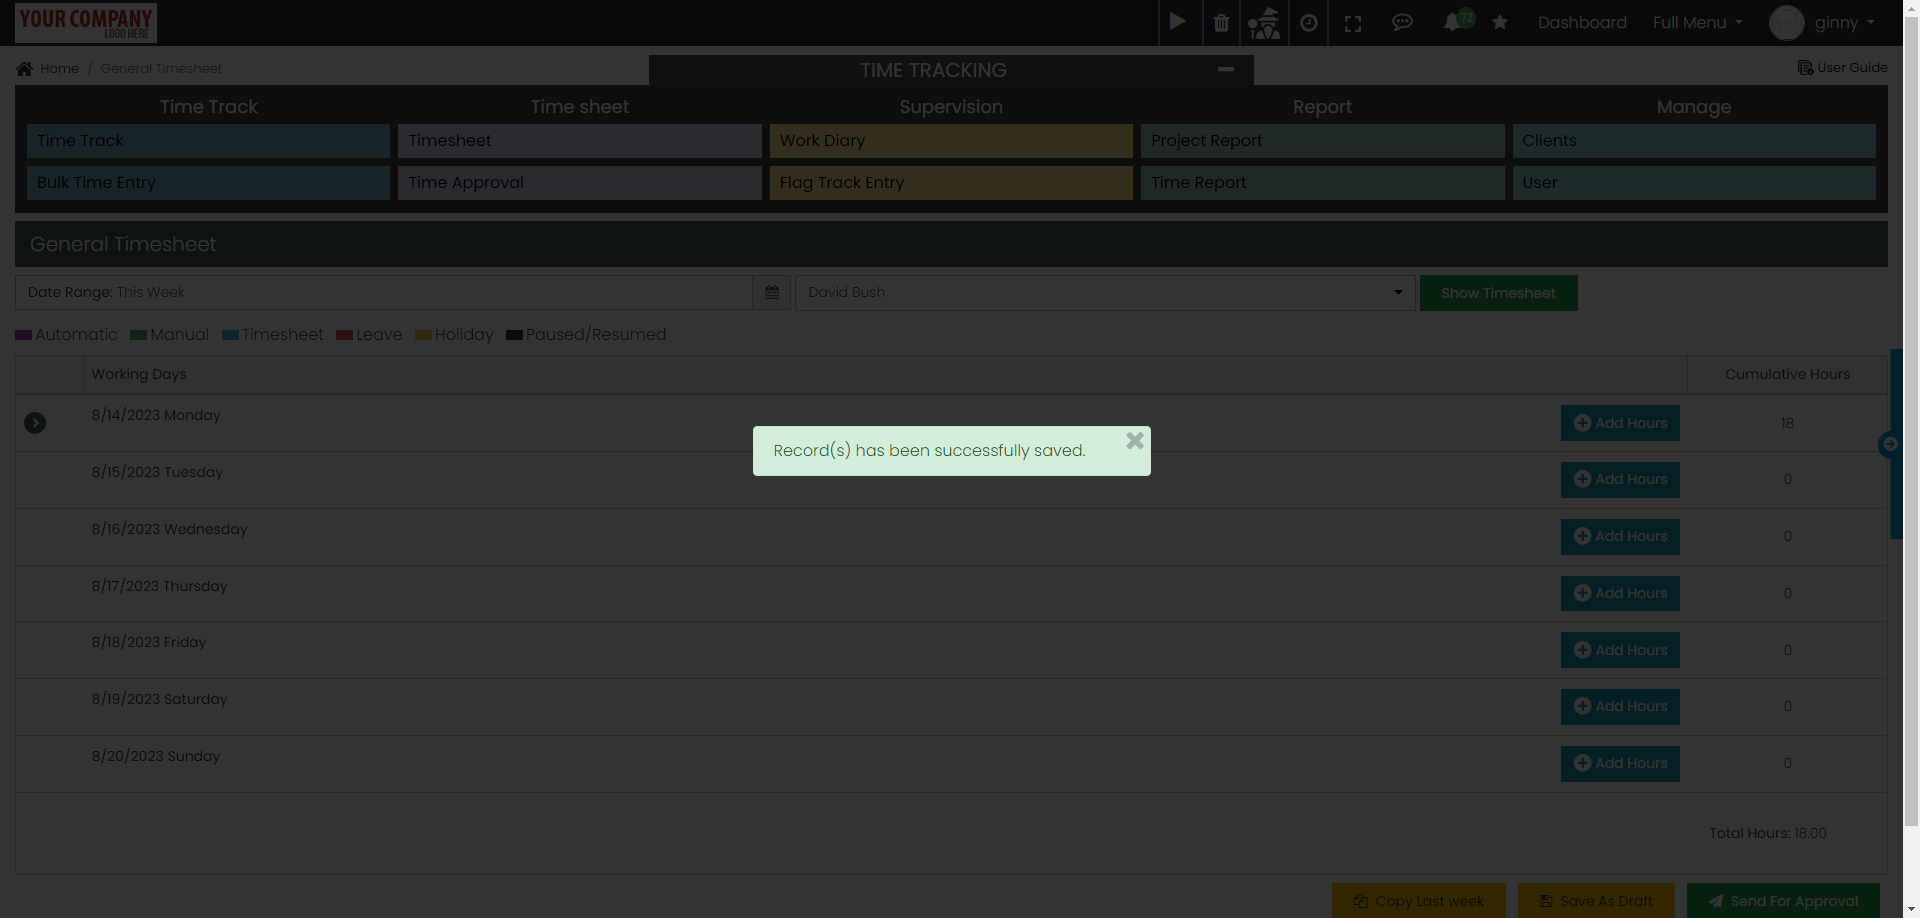 YOUR COMPANY
LOGO HERE
72
Dashboard
Full Menu
ginny
Home / General Timesheet
TIME TRACKING
User Guide
Time Track
Time sheet
Supervision
Report
Manage
Time Track
Timesheet
Work Diary
Project Report
Clients
Bulk Time Entry
Time Approval
Flag Track Entry
Time Report
User
General Timesheet
Date Range: This Week
David Bush
Show Timesheet
Automatic
Manual
Timesheet
Leave
Holiday
Paused/Resumed
Working Days
Cumulative Hours
8/14/2023 Monday
Add Hours
18
Record(s) has been successfully saved.
8/15/2023 Tuesday
Add Hours
0
8/16/2023 Wednesday
Add Hours
0
8/17/2023 Thursday
Add Hours
0
8/18/2023 Friday
Add Hours
0
8/19/2023 Saturday
Add Hours
0
8/20/2023 Sunday
Add Hours
0
Total Hours: 18.00
Copy Last week
Save As Draft
Send For Approval